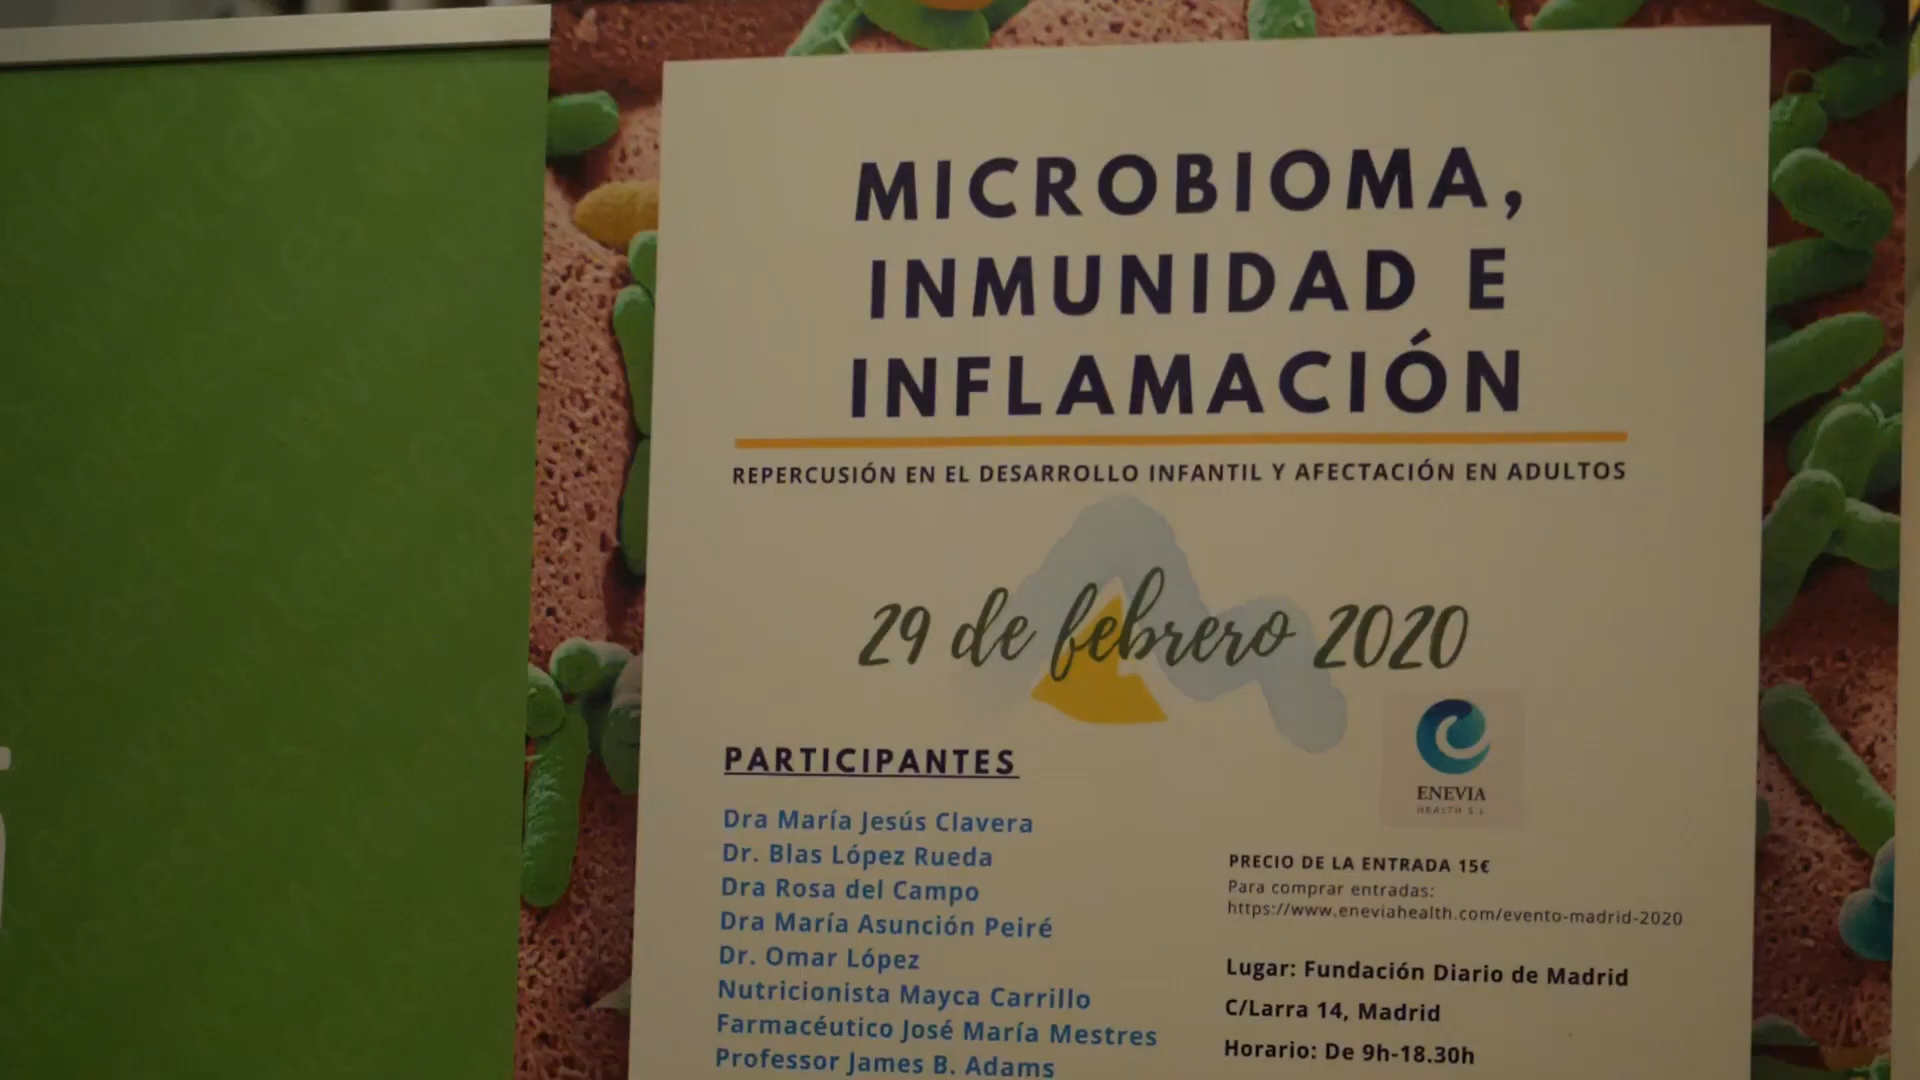 MICROBIOMA,
INMUNIDAD E
INFLAMACIÓN
REPERCUSIÓN EN EL DESARROLLO INFANTIL Y AFECTACIÓN EN ADULTOS
29 de febrero 2020
PARTICIPANTES
Dra María Jesús Clavera
Dr. Blas López Rueda
Dra Rosa del Campo
Dra María Asunción Peiré
Dr. Omar López
Nutricionista Mayca Carrillo
Farmacéutico José María Mestres
Professor James B. Adams
ENEVIA
HEALTH S.L
PRECIO DE LA ENTRADA 15€
Para comprar entradas:
https://www.eneviahealth.com/evento-madrid-2020
Lugar: Fundación Diario de Madrid
C/Larra 14, Madrid
Horario: De 9h-18.30h